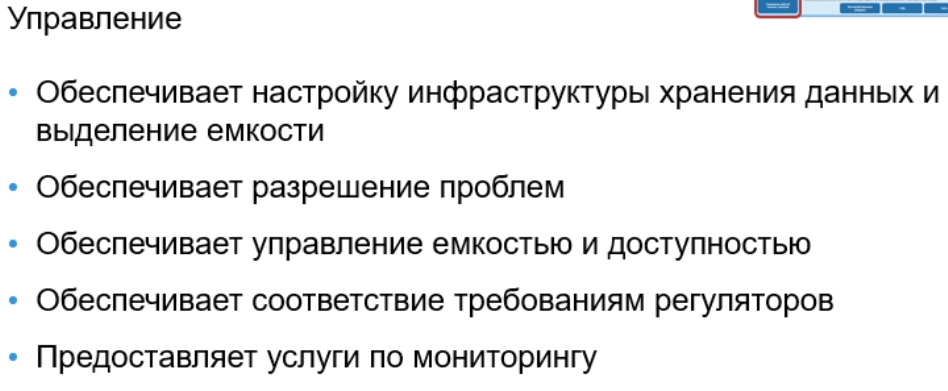 Управление
• Обеспечивает настройку инфраструктуры хранения данных и
выделение емкости
• Обеспечивает разрешение проблем
• Обеспечивает управление емкостью и доступностью
• Обеспечивает соответствие требованиям регуляторов
• Предоставляет услуги по мониторингу